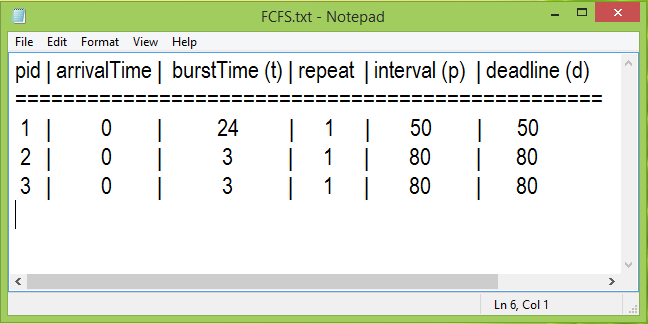 FCFS.txt - Notepad
File Edit Format View Help
pid | arrivalTime | burstTime (t) | repeat | interval (p) | deadline (d)
=================================================
1 | 0 | 24 | 1 | 50 | 50
2 | 0 | 3 | 1 | 80 | 80
3 | 0 | 3 | 1 | 80 | 80
Ln 6, Col 1